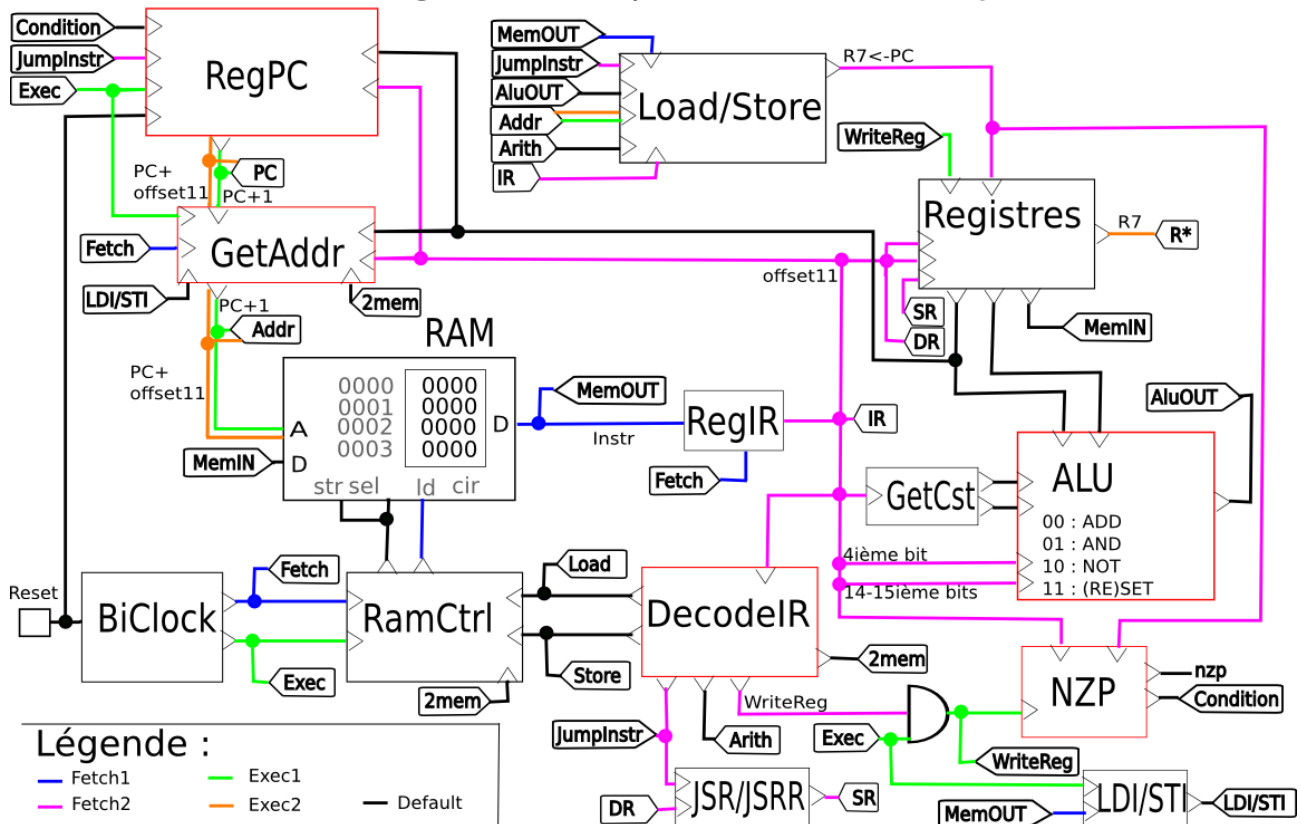 Condition
JumpInstr
Exec
RegPC
MemOUT
JumpInstr
AluOUT
Addr
Arith
IR
Load/Store
R7<-PC
WriteReg
PC+
offset11
PC
PC+1
Fetch
GetAddr
LDI/STI
2mem
Registres
R7
R*
offset11
SR
DR
MemIN
PC+1
Addr
PC+
offset11
RAM
0000 0000
0001 0000
0002 0000
0003 0000
A
D
D
str sel ld cir
MemIN
MemOUT
Instr
RegIR
IR
Fetch
AluOUT
GetCst
ALU
00 : ADD
01 : AND
10 : NOT
11 : (RE)SET
4ième bit
14-15ième bits
Reset
BiClock
Fetch
Exec
RamCtrl
2mem
Load
Store
DecodeIR
2mem
WriteReg
JumpInstr
Arith
Exec
WriteReg
NZP
nzp
Condition
DR
JSR/JSRR
SR
MemOUT
LDI/STI
LDI/STI
Légende :
Fetch1
Exec1
Fetch2
Exec2
Default